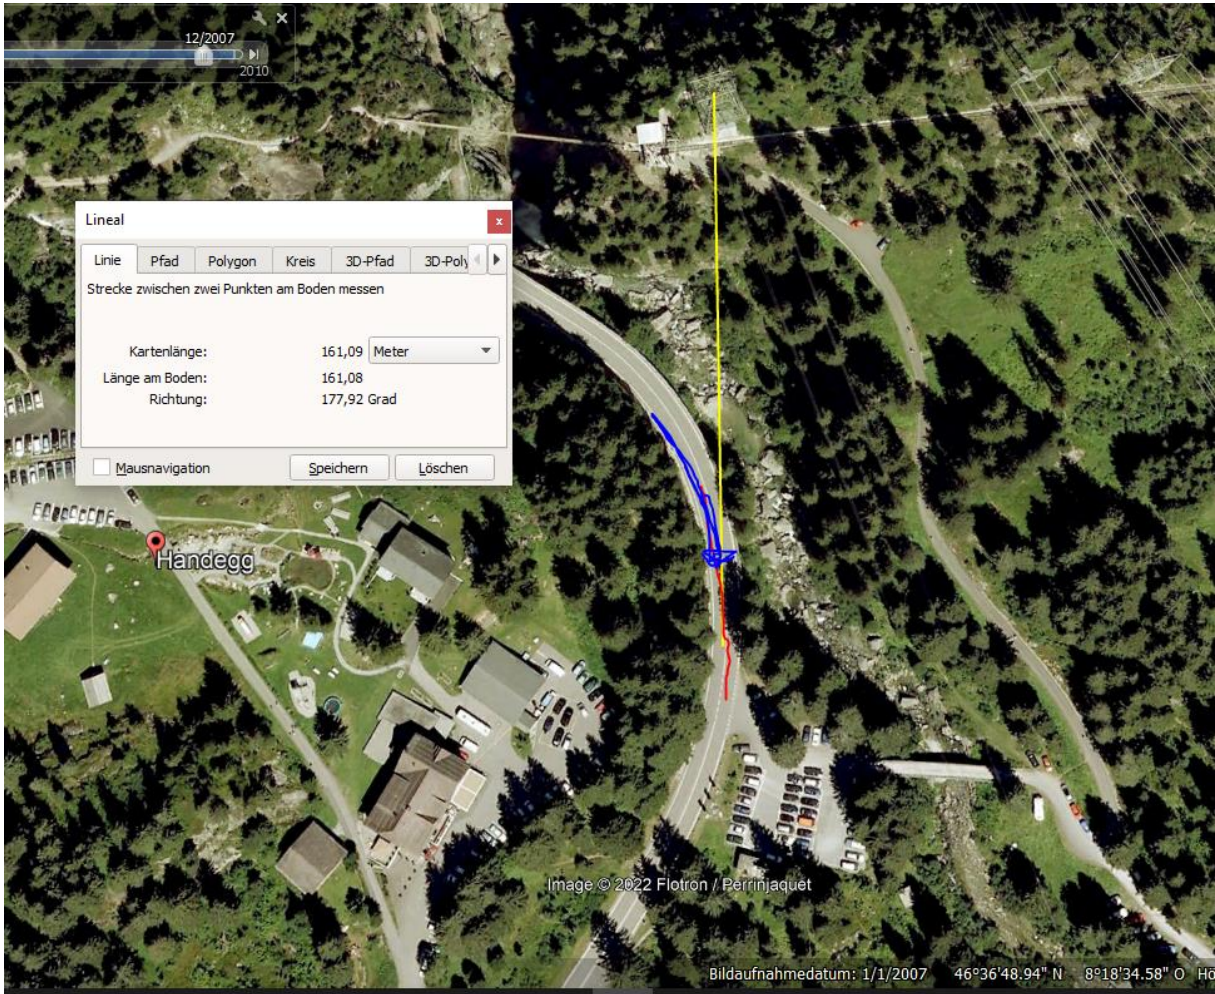 12/2007
2010
Lineal
Linie Pfad Polygon Kreis 3D-Pfad 3D-Poly
Strecke zwischen zwei Punkten am Boden messen
Kartenlänge: 161,09 Meter
Länge am Boden: 161,08
Richtung: 177,92 Grad
Mausnavigation Speichern Löschen
Handegg
Image © 2022 Flotron / Perrinjaquet
Bildaufnahmedatum: 1/1/2007 46°36'48.94" N 8°18'34.58" O Hö